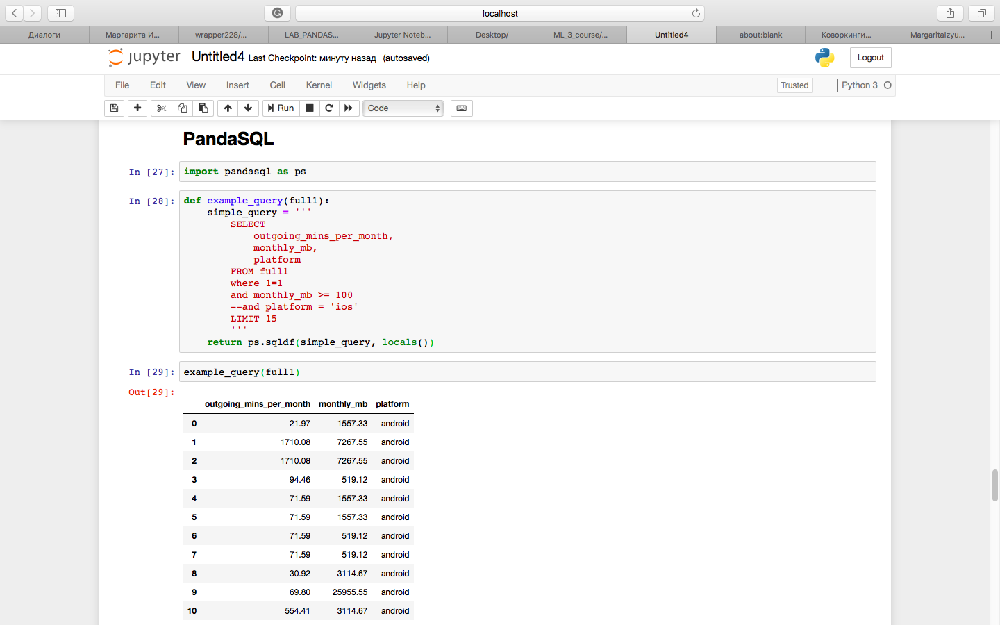 localhost
Диалоги
Маргарита И...
wrapper228/...
LAB_PANDAS...
Jupyter Noteb...
Desktop/
ML_3_course/...
Untitled4
about:blank
Коворкинги...
MargaritaIzyu...
jupyter Untitled4 Last Checkpoint: минуту назад (autosaved)
Logout
File Edit View Insert Cell Kernel Widgets Help
Trusted
Python 3
Run
Code
PandaSQL
In [27]: import pandasql as ps
In [28]: def example_query(full1):
simple_query = '''
SELECT
outgoing_mins_per_month,
monthly_mb,
platform
FROM full1
where 1=1
and monthly_mb >= 100
--and platform = 'ios'
LIMIT 15
'''
return ps.sqldf(simple_query, locals())
In [29]: example_query(full1)
Out[29]:
outgoing_mins_per_month monthly_mb platform
0 21.97 1557.33 android
1 1710.08 7267.55 android
2 1710.08 7267.55 android
3 94.46 519.12 android
4 71.59 1557.33 android
5 71.59 1557.33 android
6 71.59 519.12 android
7 71.59 519.12 android
8 30.92 3114.67 android
9 69.80 25955.55 android
10 554.41 3114.67 android